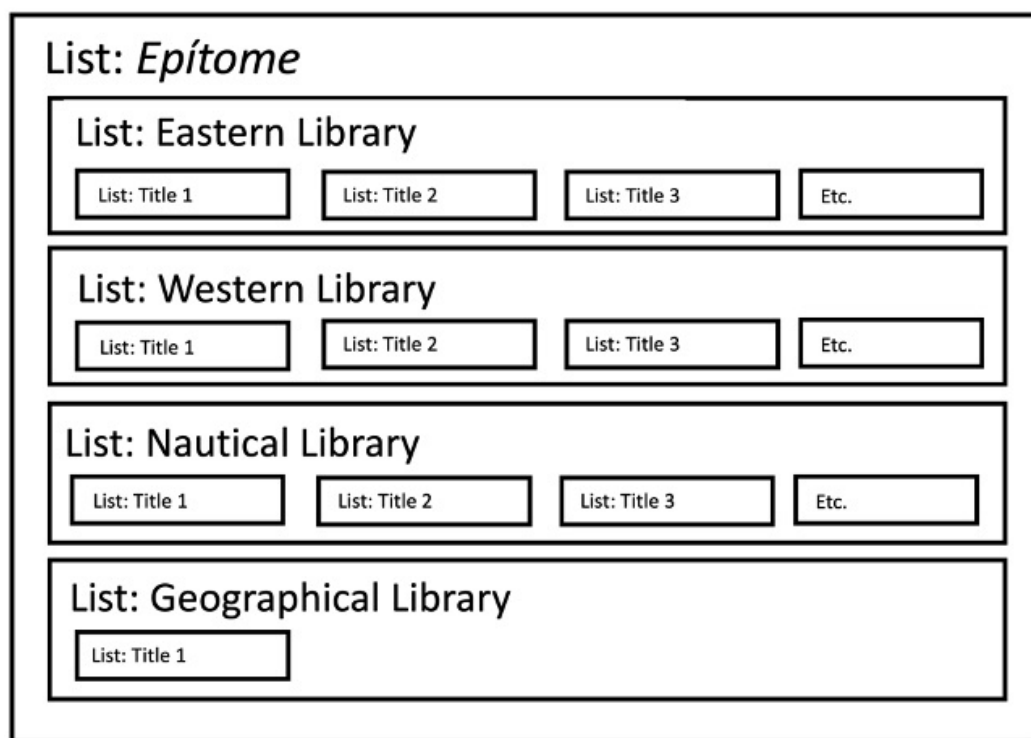 List: Epítome
List: Eastern Library
List: Title 1 List: Title 2 List: Title 3 Etc.
List: Western Library
List: Title 1 List: Title 2 List: Title 3 Etc.
List: Nautical Library
List: Title 1 List: Title 2 List: Title 3 Etc.
List: Geographical Library
List: Title 1